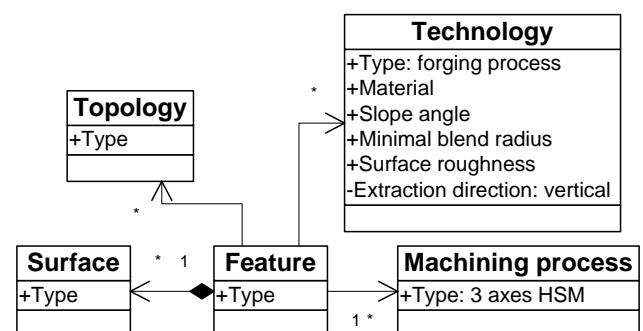 Technology
+Type: forging process
+Material
+Slope angle
+Minimal blend radius
+Surface roughness
-Extraction direction: vertical
*
Topology
+Type
*
Surface
+Type
* 1
Feature
+Type
1 *
Machining process
+Type: 3 axes HSM